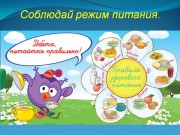 Соблюдай режим питания.
Ребята,
питайтесь правильно!
Правила
здорового
питания